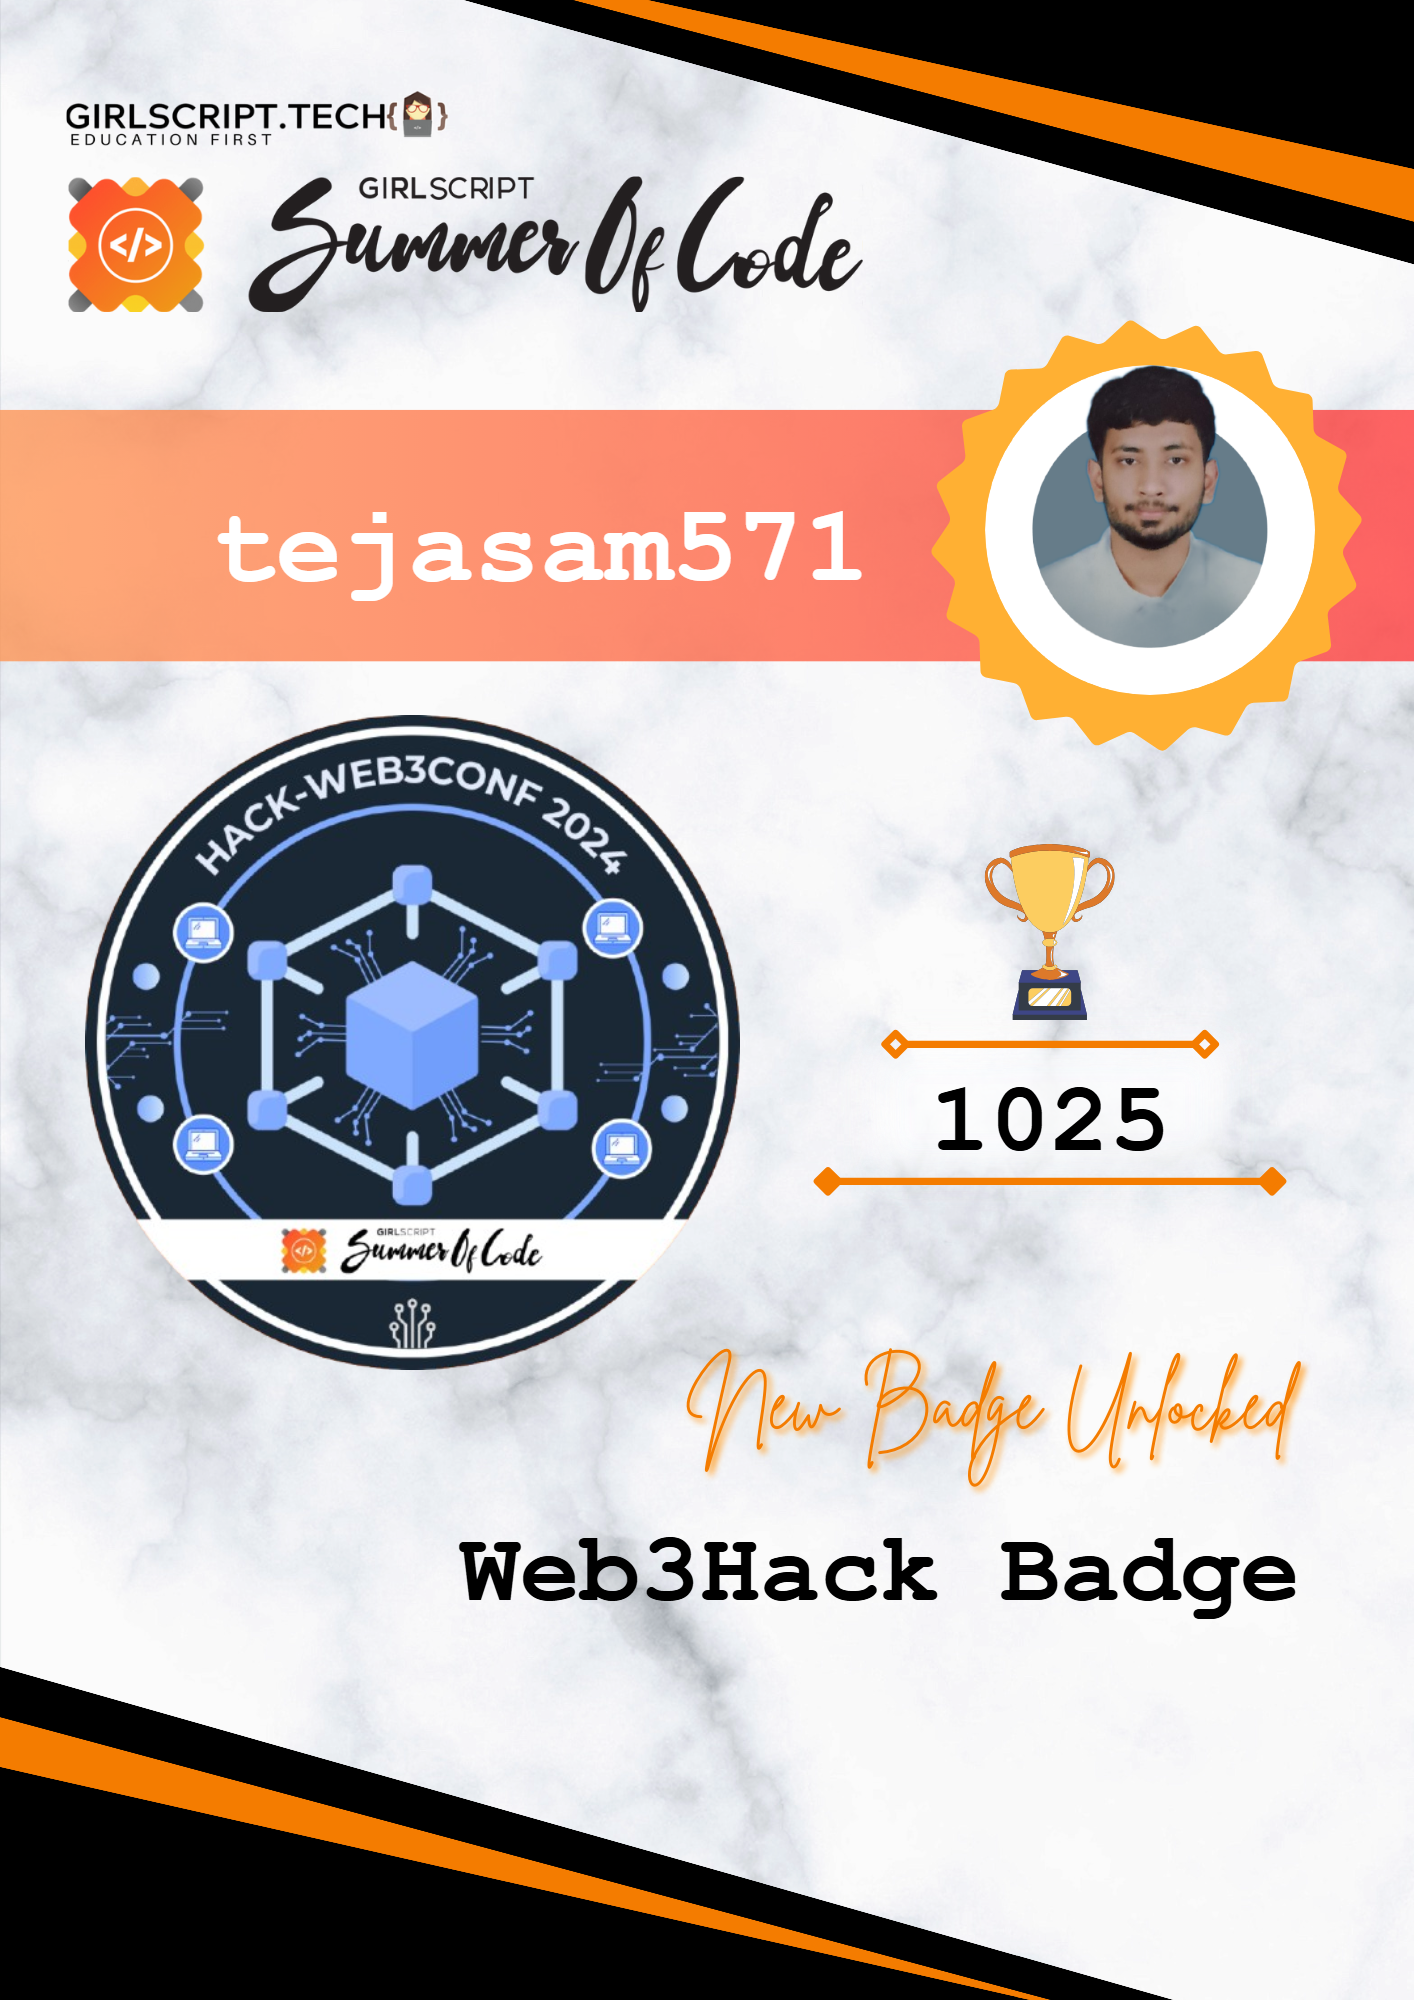 GIRLSCRIPT.TECH{ }
EDUCATION FIRST
</>
GIRLSCRIPT
Summer Of Code
tejasam571
HACK-WEB3CONF 2024
1025
</>
GIRLSCRIPT
Summer Of Code
New Badge Unlocked
Web3Hack Badge